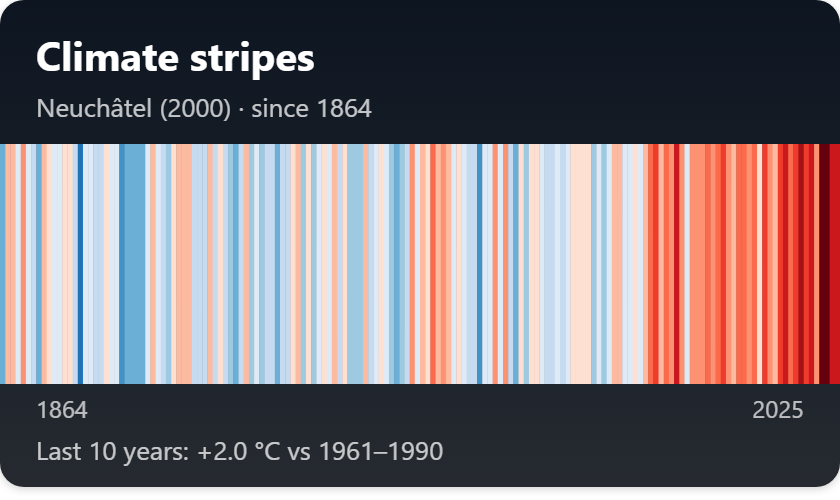 Climate stripes
Neuchâtel (2000) · since 1864
1864
2025
Last 10 years: +2.0 °C vs 1961–1990